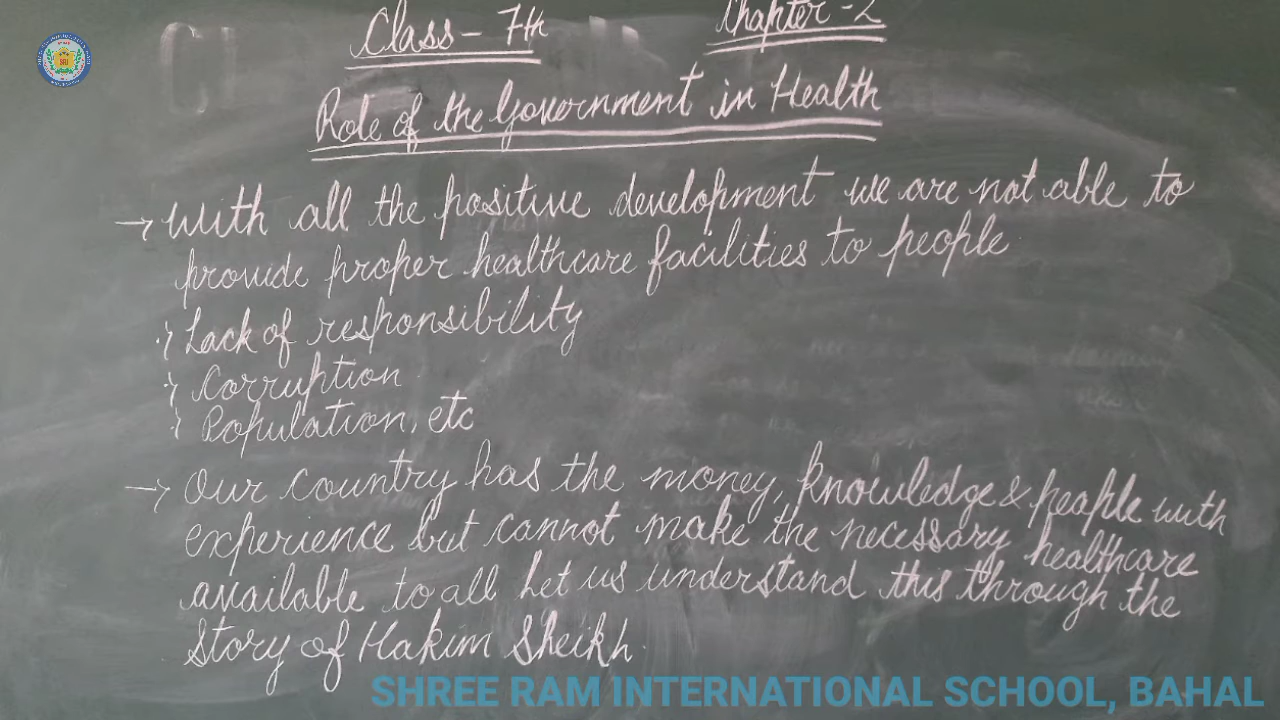 Class - 7th Chapter - 2
Role of the Government in Health
→ With all the positive development we are not able to
provide proper healthcare facilities to people
Lack of responsibility
Corruption
Population, etc
→ Our country has the money, knowledge & people with
experience but cannot make the necessary healthcare
available to all Let us understand this through the
Story of Hakim Sheikh.
SHREE RAM INTERNATIONAL SCHOOL, BAHAL